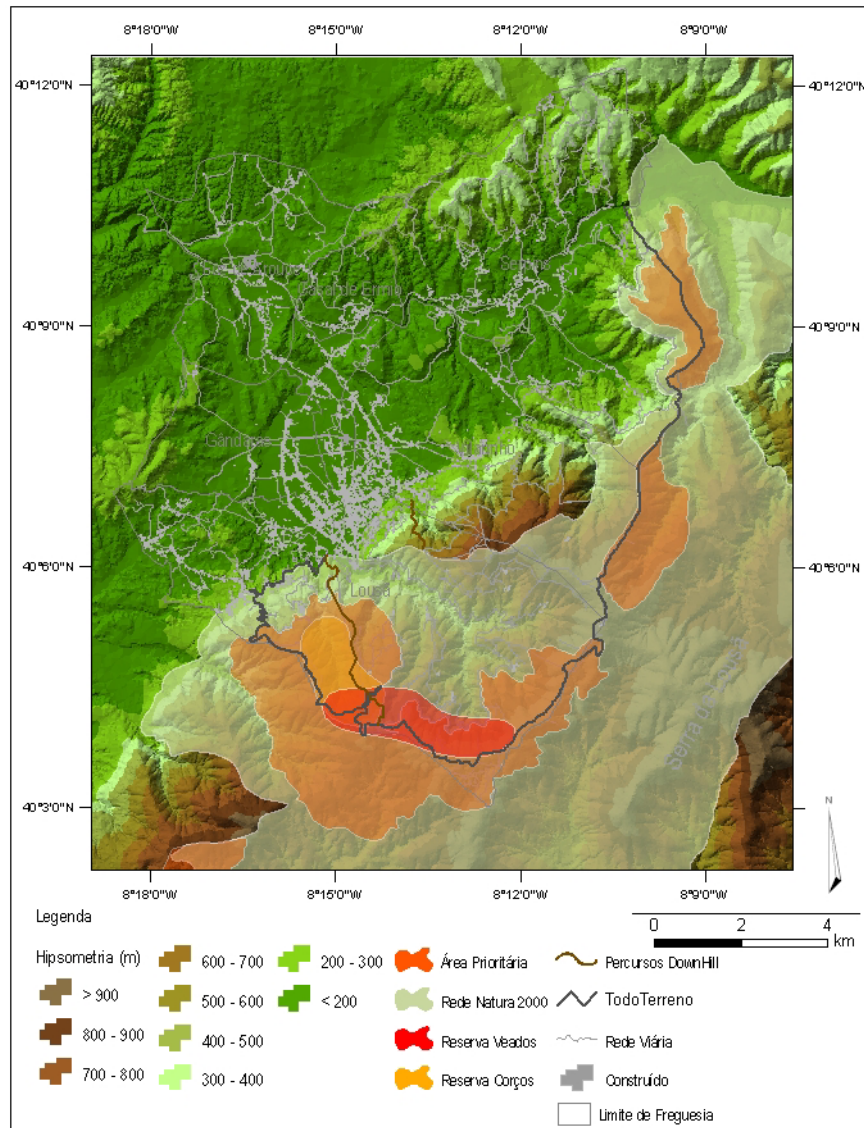 8°18'0"W 8°15'0"W 8°12'0"W 8°9'0"W
40°12'0"N 40°12'0"N
40°9'0"N 40°9'0"N
Gândaras
40°6'0"N 40°6'0"N
Lousã
Serra da Lousã
40°3'0"N 40°3'0"N
N
8°18'0"W 8°15'0"W 8°12'0"W 8°9'0"W
Legenda
0 2 4
km
Hipsometria (m)
> 900
800 - 900
700 - 800
600 - 700
500 - 600
400 - 500
300 - 400
200 - 300
< 200
Área Prioritária
Rede Natura 2000
Reserva Veados
Reserva Corços
Percursos DownHill
TodoTerreno
Rede Viária
Construído
Limite de Freguesia